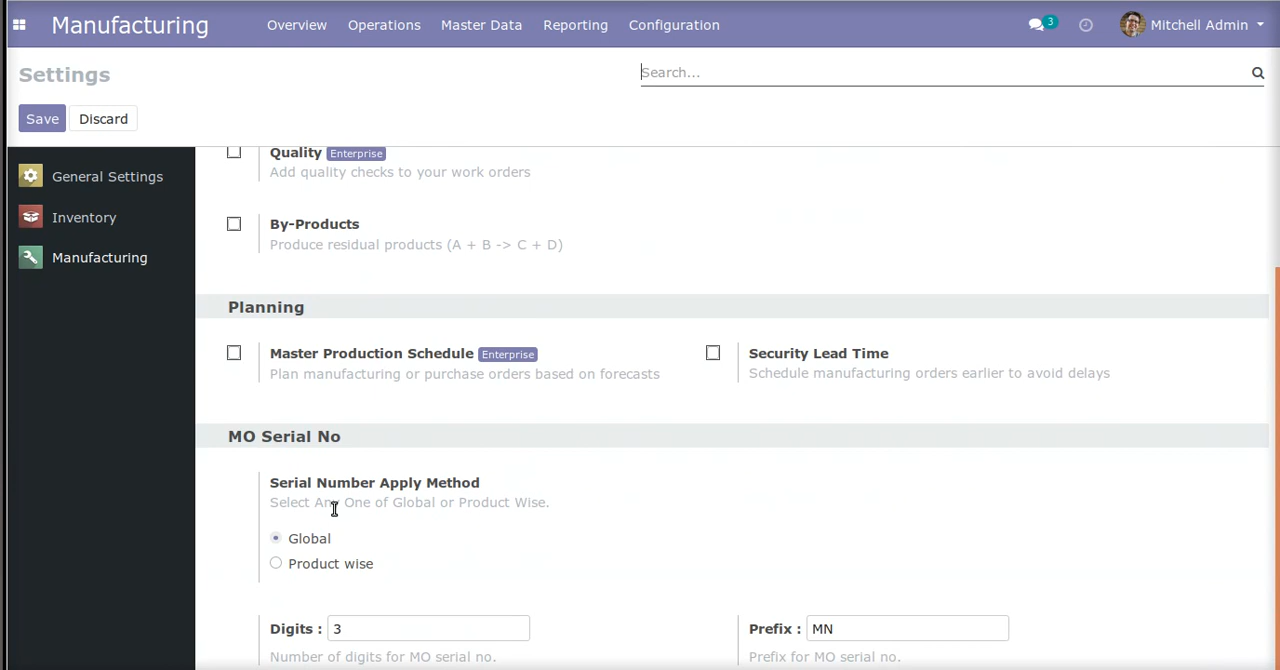 Manufacturing Overview Operations Master Data Reporting Configuration 3 Mitchell Admin
Settings Search...
Save Discard
General Settings
Inventory
Manufacturing
Quality Enterprise
Add quality checks to your work orders
By-Products
Produce residual products (A + B -> C + D)
Planning
Master Production Schedule Enterprise Security Lead Time
Plan manufacturing or purchase orders based on forecasts Schedule manufacturing orders earlier to avoid delays
MO Serial No
Serial Number Apply Method
Select Any One of Global or Product Wise.
Global
Product wise
Digits : 3 Prefix : MN
Number of digits for MO serial no. Prefix for MO serial no.